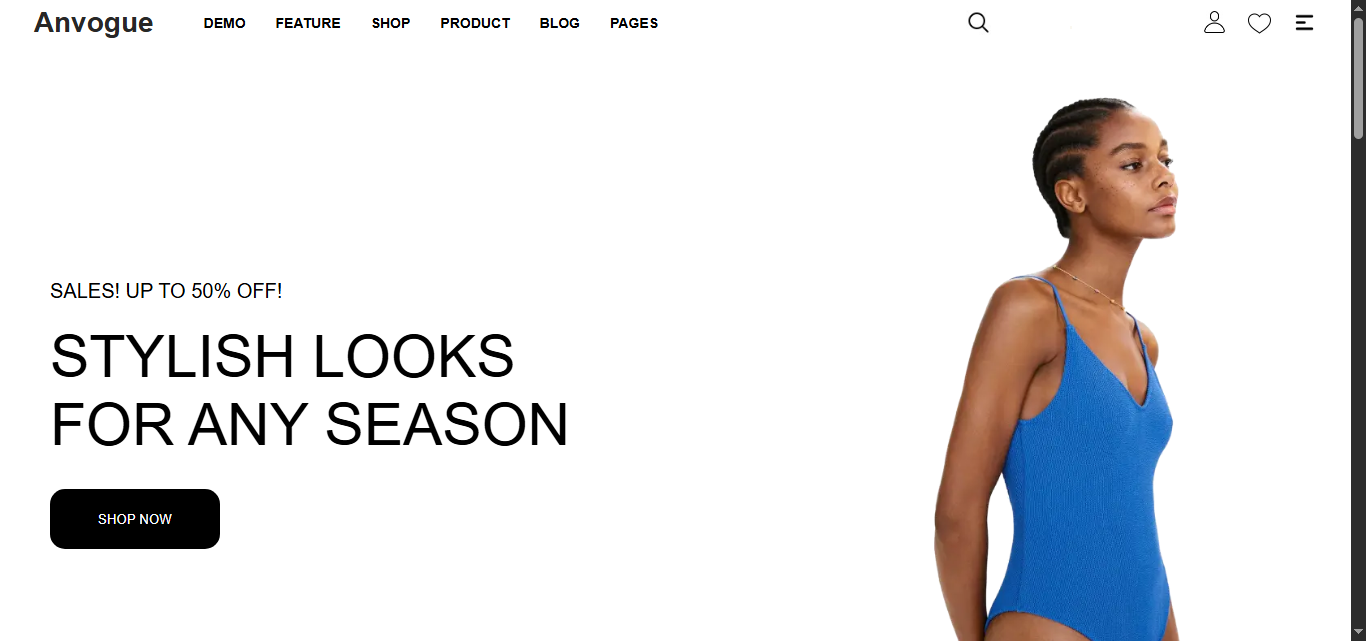 Anvogue DEMO FEATURE SHOP PRODUCT BLOG PAGES
SALES! UP TO 50% OFF!
STYLISH LOOKS
FOR ANY SEASON
SHOP NOW